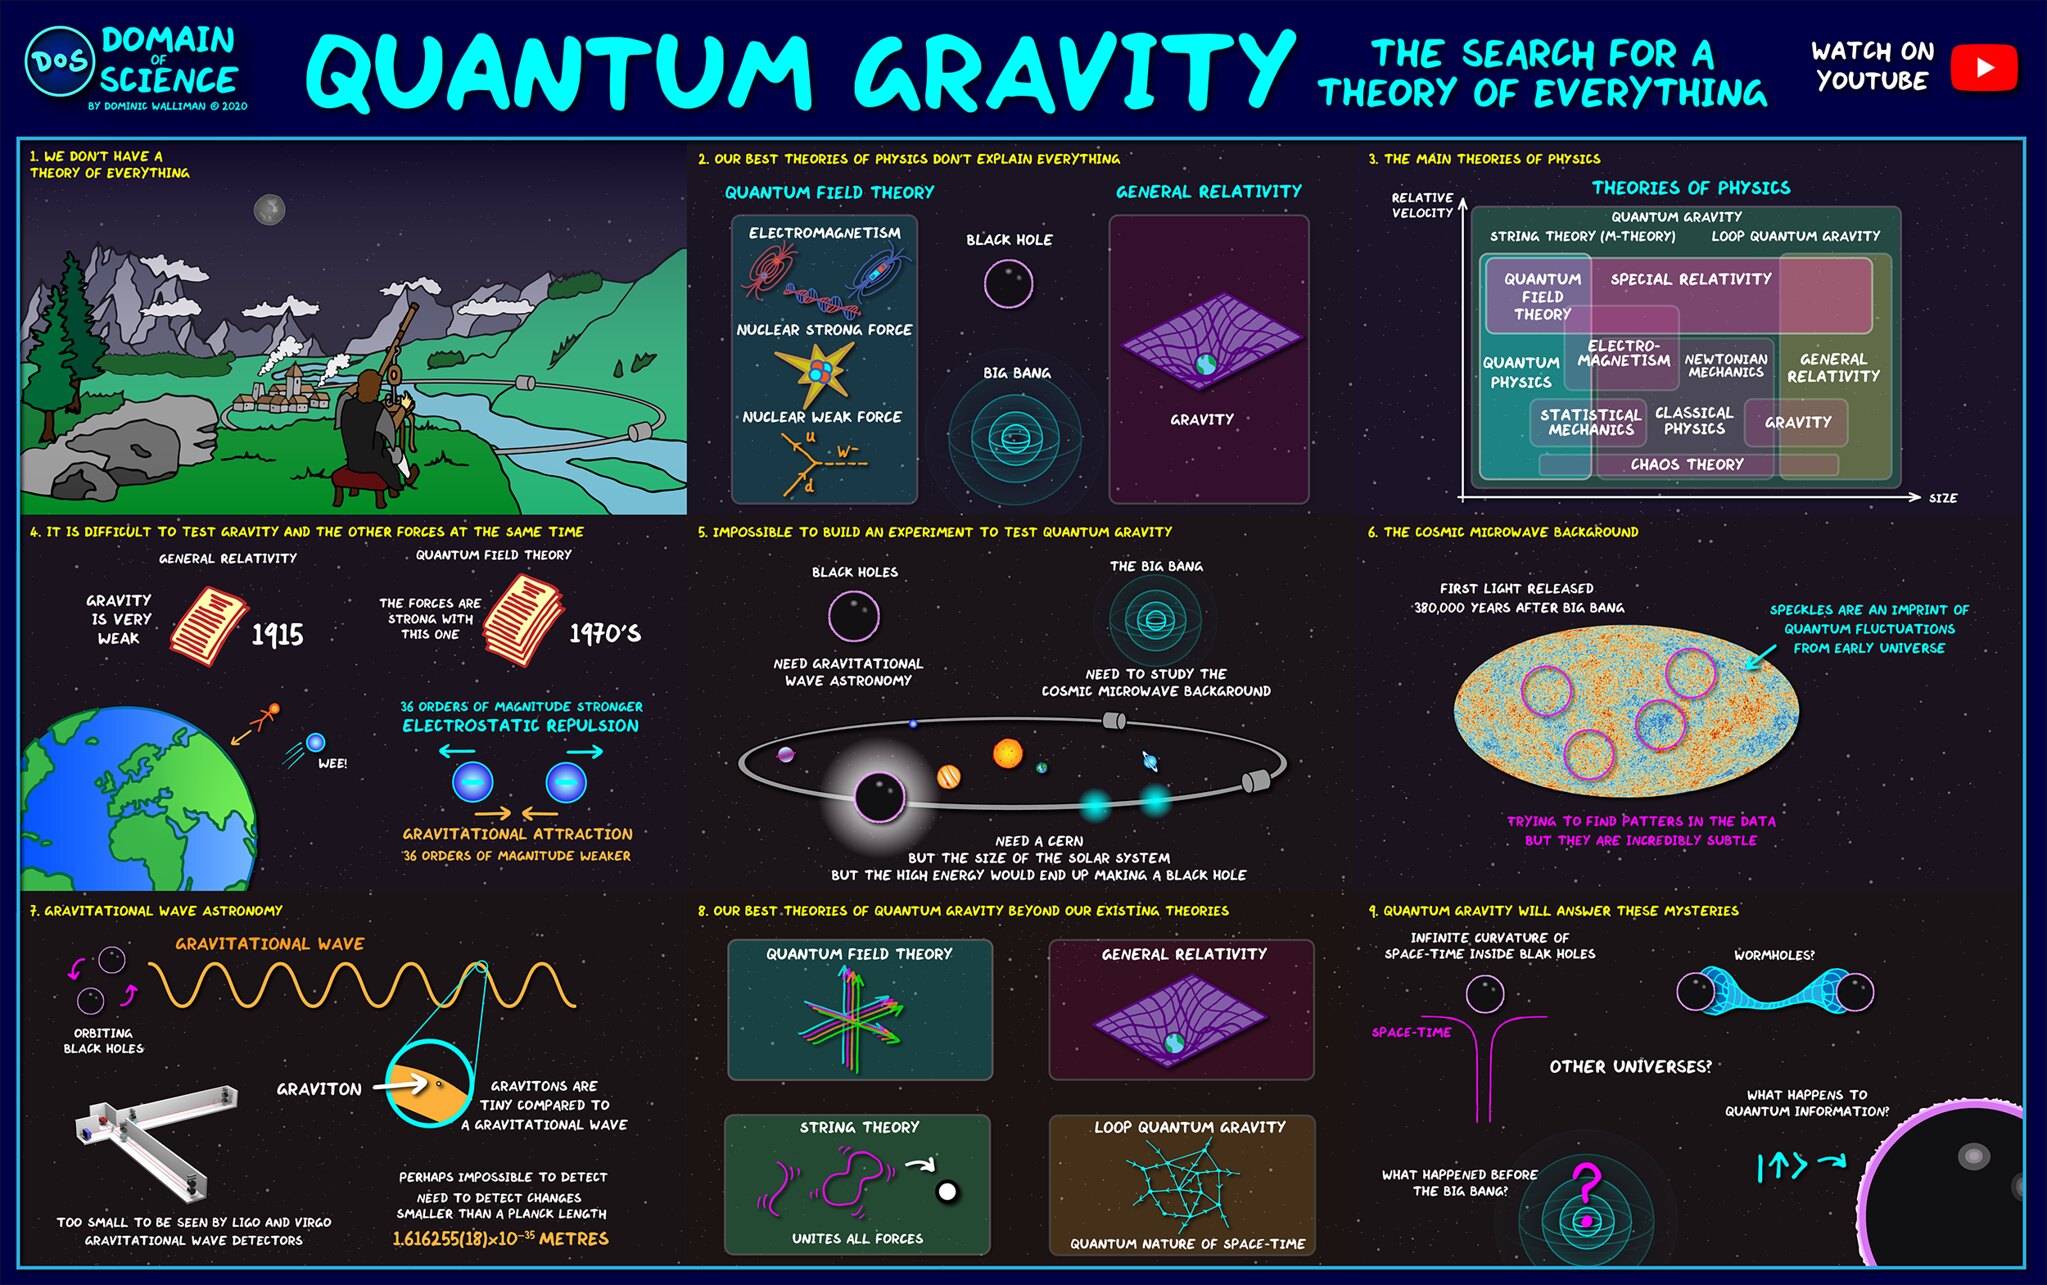 DoS
DOMAIN
OF
SCIENCE
BY DOMINIC WALLIMAN © 2020
QUANTUM GRAVITY
THE SEARCH FOR A
THEORY OF EVERYTHING
WATCH ON
YOUTUBE
1. WE DON'T HAVE A
THEORY OF EVERYTHING
2. OUR BEST THEORIES OF PHYSICS DON'T EXPLAIN EVERYTHING
QUANTUM FIELD THEORY
ELECTROMAGNETISM
NUCLEAR STRONG FORCE
NUCLEAR WEAK FORCE
u
W-
d
BLACK HOLE
BIG BANG
GENERAL RELATIVITY
GRAVITY
3. THE MAIN THEORIES OF PHYSICS
THEORIES OF PHYSICS
RELATIVE
VELOCITY
QUANTUM GRAVITY
STRING THEORY (M-THEORY)
LOOP QUANTUM GRAVITY
QUANTUM
FIELD
THEORY
SPECIAL RELATIVITY
QUANTUM
PHYSICS
ELECTRO-
MAGNETISM
NEWTONIAN
MECHANICS
GENERAL
RELATIVITY
STATISTICAL
MECHANICS
CLASSICAL
PHYSICS
GRAVITY
CHAOS THEORY
SIZE
4. IT IS DIFFICULT TO TEST GRAVITY AND THE OTHER FORCES AT THE SAME TIME
GENERAL RELATIVITY
GRAVITY
IS VERY
WEAK
1915
QUANTUM FIELD THEORY
THE FORCES ARE
STRONG WITH
THIS ONE
1970'S
WEE!
36 ORDERS OF MAGNITUDE STRONGER
ELECTROSTATIC REPULSION
GRAVITATIONAL ATTRACTION
36 ORDERS OF MAGNITUDE WEAKER
5. IMPOSSIBLE TO BUILD AN EXPERIMENT TO TEST QUANTUM GRAVITY
BLACK HOLES
NEED GRAVITATIONAL
WAVE ASTRONOMY
THE BIG BANG
NEED TO STUDY THE
COSMIC MICROWAVE BACKGROUND
NEED A CERN
BUT THE SIZE OF THE SOLAR SYSTEM
BUT THE HIGH ENERGY WOULD END UP MAKING A BLACK HOLE
6. THE COSMIC MICROWAVE BACKGROUND
FIRST LIGHT RELEASED
380,000 YEARS AFTER BIG BANG
SPECKLES ARE AN IMPRINT OF
QUANTUM FLUCTUATIONS
FROM EARLY UNIVERSE
TRYING TO FIND PATTERS IN THE DATA
BUT THEY ARE INCREDIBLY SUBTLE
7. GRAVITATIONAL WAVE ASTRONOMY
GRAVITATIONAL WAVE
ORBITING
BLACK HOLES
GRAVITON
GRAVITONS ARE
TINY COMPARED TO
A GRAVITATIONAL WAVE
TOO SMALL TO BE SEEN BY LIGO AND VIRGO
GRAVITATIONAL WAVE DETECTORS
PERHAPS IMPOSSIBLE TO DETECT
NEED TO DETECT CHANGES
SMALLER THAN A PLANCK LENGTH
1.616255(18)×10⁻³⁵ METRES
8. OUR BEST THEORIES OF QUANTUM GRAVITY BEYOND OUR EXISTING THEORIES
QUANTUM FIELD THEORY
GENERAL RELATIVITY
STRING THEORY
UNITES ALL FORCES
LOOP QUANTUM GRAVITY
QUANTUM NATURE OF SPACE-TIME
9. QUANTUM GRAVITY WILL ANSWER THESE MYSTERIES
INFINITE CURVATURE OF
SPACE-TIME INSIDE BLAK HOLES
SPACE-TIME
WORMHOLES?
OTHER UNIVERSES?
WHAT HAPPENS TO
QUANTUM INFORMATION?
|↑⟩
WHAT HAPPENED BEFORE
THE BIG BANG?
?